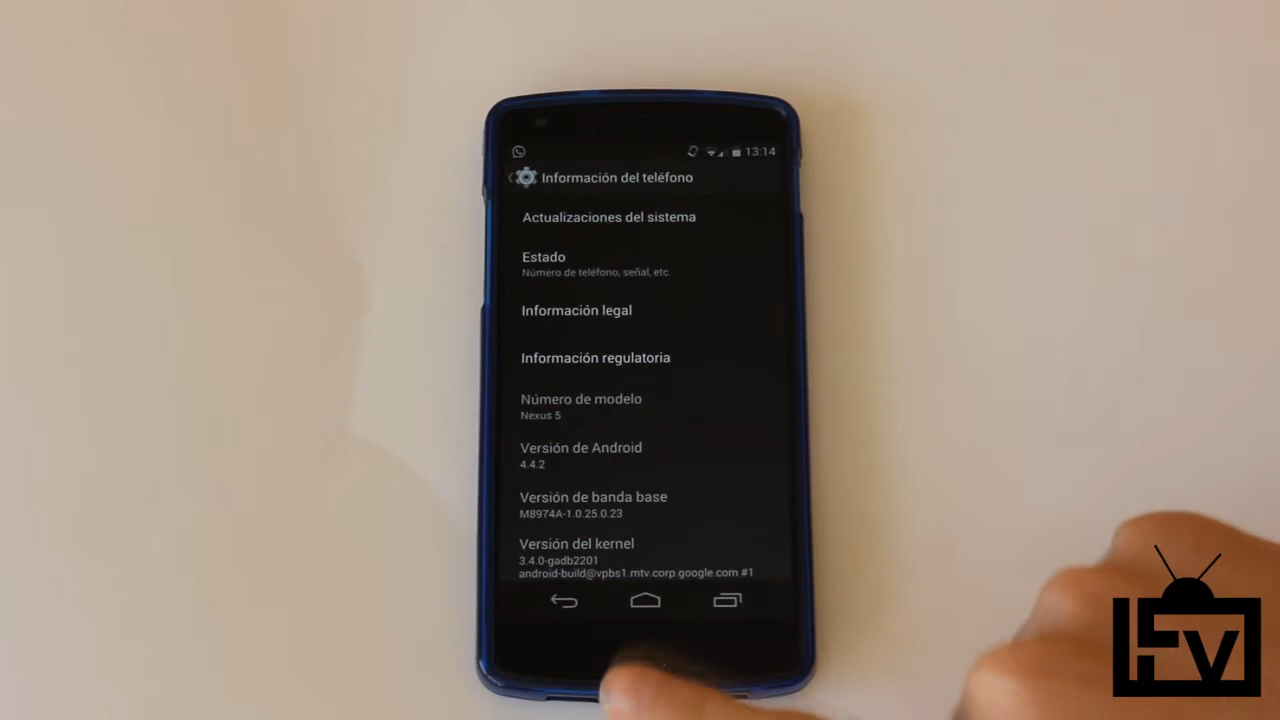 13:14
Información del teléfono
Actualizaciones del sistema
Estado
Número de teléfono, señal, etc.
Información legal
Información regulatoria
Número de modelo
Nexus 5
Versión de Android
4.4.2
Versión de banda base
M8974A-1.0.25.0.23
Versión del kernel
3.4.0-gadb2201
android-build@vpbs1.mtv.corp.google.com #1
FV